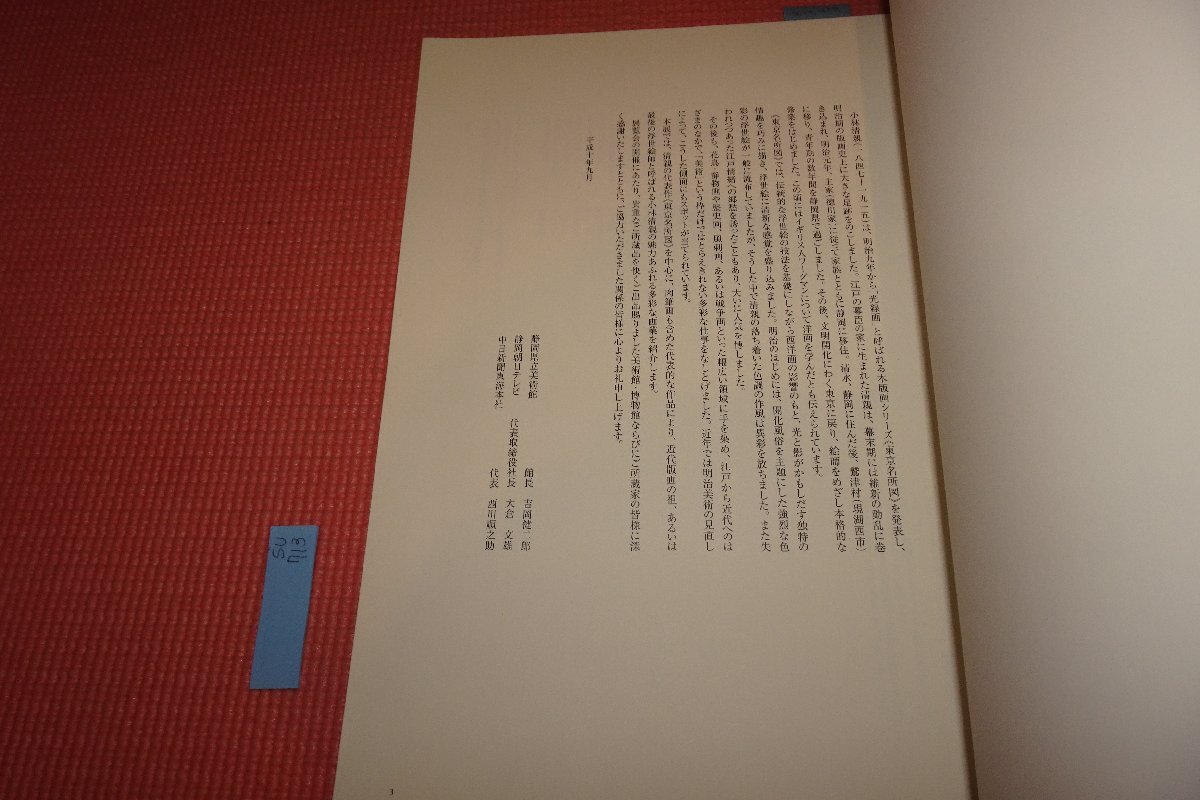 小林清親(一八四七ー一九一五)は、明治九年から「光線画」と呼ばれる木版画シリーズ《東京名所図》を発表し、
明治期の版画史上に大きな足跡をのこしました。江戸の幕臣の家に生まれた清親は、幕末期には維新の動乱に巻
き込まれ、明治元年、主家・徳川家に従って家族とともに静岡に移住。清水、静岡に住んだ後、鷲津村(現湖西市)
に移り、青年期の数年間を静岡県で過ごしました。その後、文明開化にわく東京に戻り、絵師をめざし本格的な
修業をはじめました。この頃にはイギリス人ワーグマンについて洋画を学んだとも伝えられています。
《東京名所図》では、伝統的な浮世絵の技法を基礎にしながら西洋画の影響のもと、光と影がかもしだす独特の
情趣を巧みに描き、浮世絵に清新な感覚を盛り込みました。明治のはじめには、開化風俗を主題にした強烈な色
彩の浮世絵が一般に流布していましたが、そうした中で清親の落ち着いた色調の作風は異彩を放ちました。また失
われつつあった江戸情緒への郷愁を誘ったこともあり、大いに人気を博しました。
その後も、花鳥・静物画や歴史画、風刺画、あるいは戦争画といった幅広い領域に手を染め、江戸から近代へのは
ざまのなかで、「美術」という枠だけではとらえきれない多彩な仕事をなしとげました。近年では明治美術の見直し
によって、こうした側面にもスポットが当てられています。
本展では、清親の代表作《東京名所図》を中心に、肉筆画も含めた代表的な作品により、近代版画の祖、あるいは
最後の浮世絵師と呼ばれる小林清親の魅力あふれる多彩な画業を紹介します。
展覧会の開催にあたり、貴重なご所蔵品を快くご出品賜りました美術館・博物館ならびにご所蔵家の皆様に深
く感謝いたしますとともに、ご協力いただきました関係の皆様に心よりお礼申し上げます。
平成十年九月
静岡県立美術館 館長 吉岡健二郎
静岡朝日テレビ 代表取締役社長 大倉 文雄
中日新聞東海本社 代表 西川禎之助
3
SU
M13